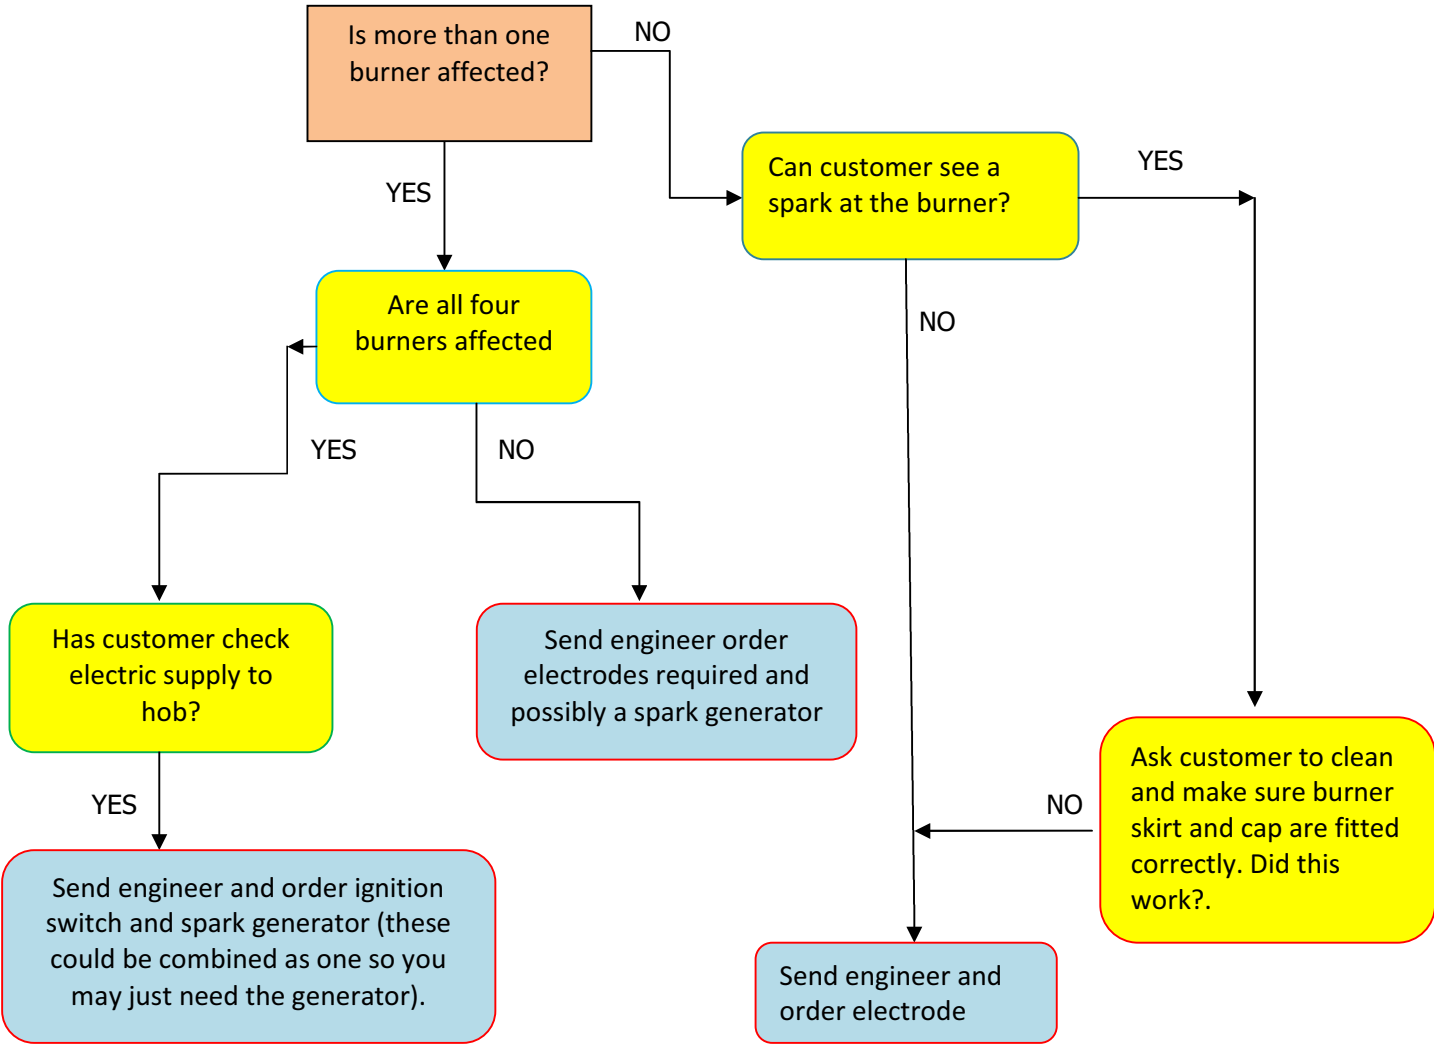 Is more than one
burner affected?
NO
Can customer see a
spark at the burner?
YES
YES
Are all four
burners affected
NO
YES
NO
Has customer check
electric supply to
hob?
Send engineer order
electrodes required and
possibly a spark generator
Ask customer to clean
and make sure burner
skirt and cap are fitted
correctly. Did this
work?.
YES
NO
Send engineer and order ignition
switch and spark generator (these
could be combined as one so you
may just need the generator).
Send engineer and
order electrode